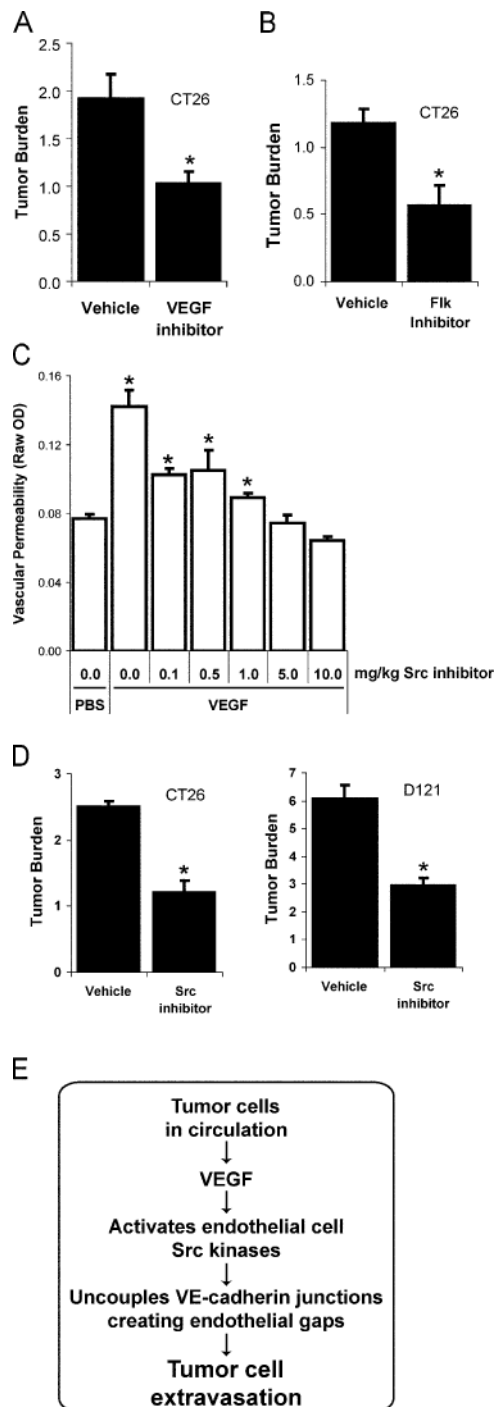 A
Tumor Burden
2.5
2.0
1.5
1.0
0.5
0.0
CT26
*
Vehicle
VEGF
inhibitor
B
Tumor Burden
1.5
1.0
0.5
0.0
CT26
*
Vehicle
Flk
Inhibitor
C
Vascular Permeability (Raw OD)
0.16
0.12
0.08
0.04
0.00
* * * *
0.0 0.0 0.1 0.5 1.0 5.0 10.0 mg/kg Src inhibitor
PBS VEGF
D
Tumor Burden
3
2
1
0
CT26
*
Vehicle
Src
inhibitor
Tumor Burden
7
6
5
4
3
2
1
0
D121
*
Vehicle
Src
inhibitor
E
Tumor cells
in circulation
↓
VEGF
↓
Activates endothelial cell
Src kinases
↓
Uncouples VE-cadherin junctions
creating endothelial gaps
↓
Tumor cell
extravasation